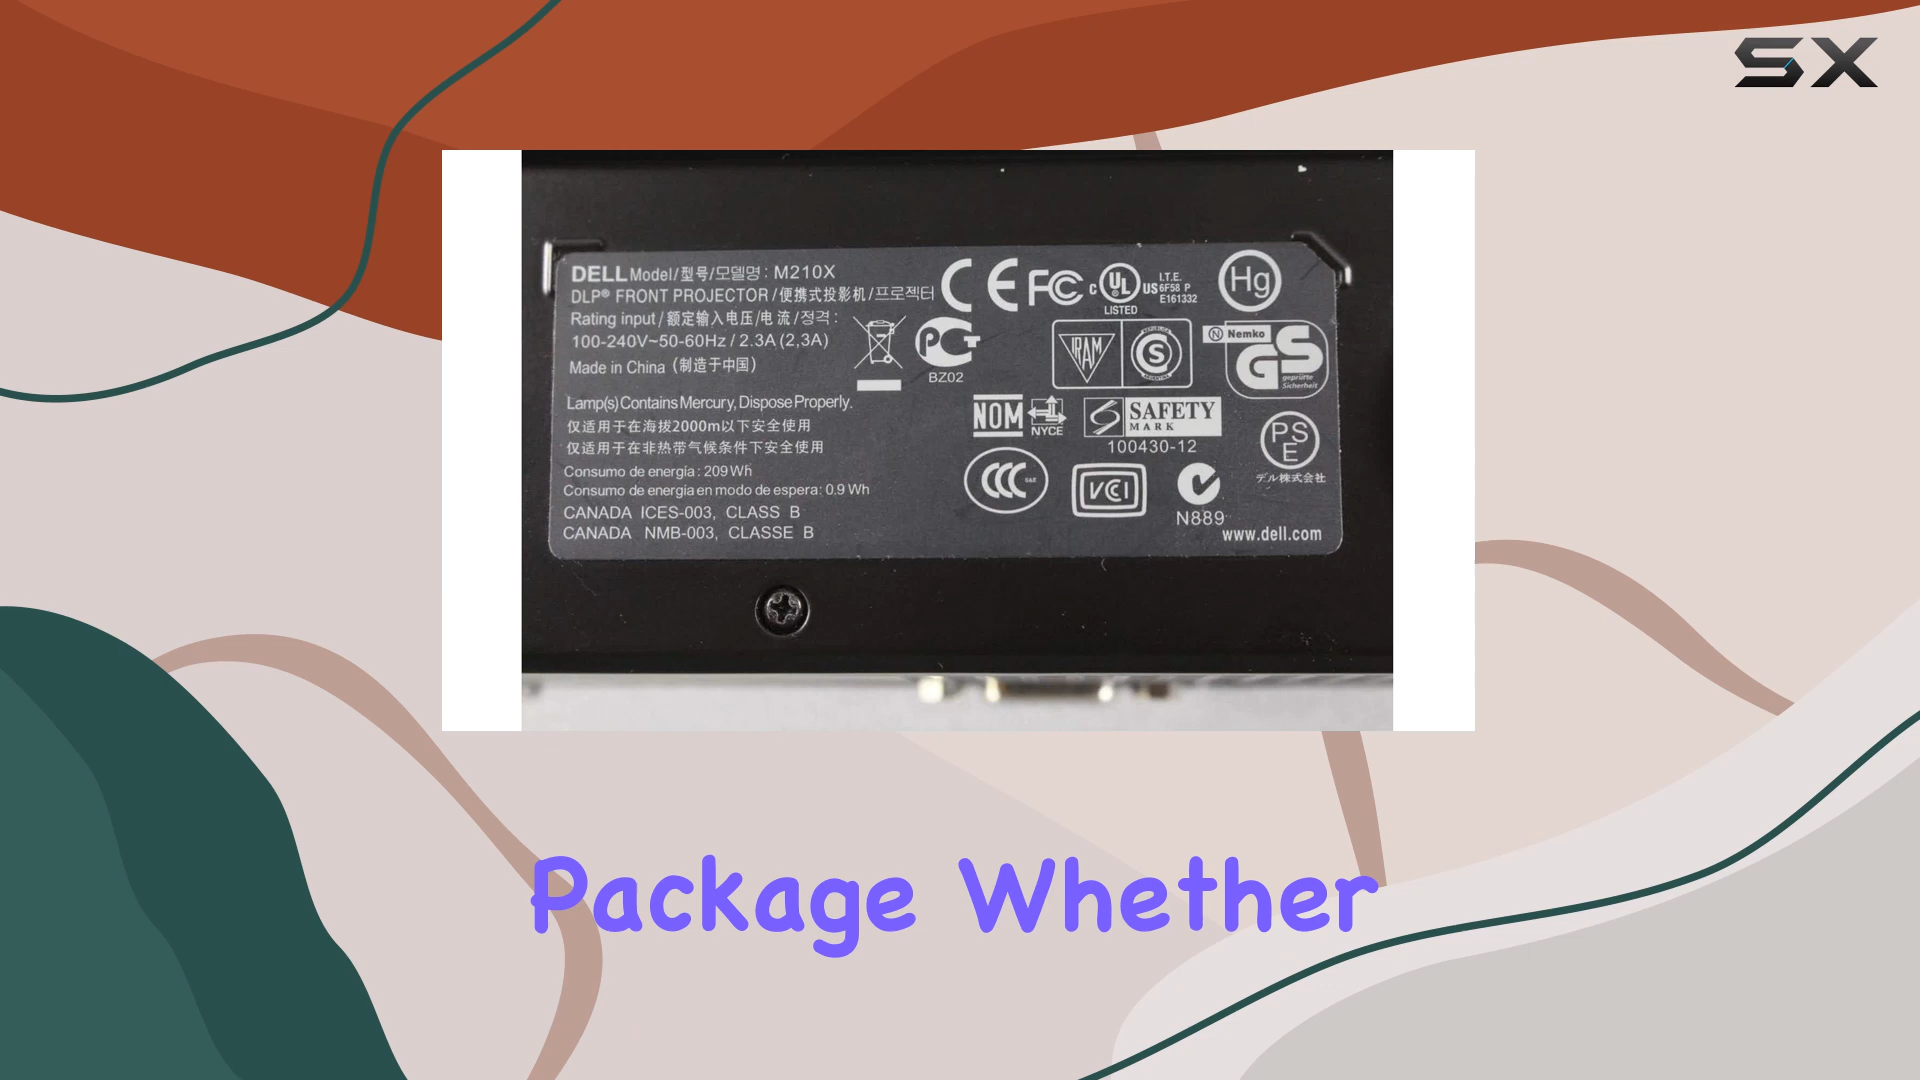 SX
DELL Model/型号/모델명 : M210X
DLP® FRONT PROJECTOR /便携式投影机/프로젝터
Rating input / 额定输入电压/电 流 /정격 :
100-240V~50-60Hz / 2.3A (2,3A)
Made in China (制造于中国)
Lamp(s) Contains Mercury, Dispose Properly.
仅适用于在海拔2000m以下安全使用
仅适用于在非热带气候条件下安全使用
Consumo de energía : 209 Wh
Consumo de energia en modo de espera: 0.9 Wh
CANADA ICES-003, CLASS B
CANADA NMB-003, CLASSE B
CE FC c UL US
LISTED
I.T.E.
6F58 P
E161332
Hg
PCT
BZ02
IRAM
S
N Nemko
GS
geprüfte
Sicherheit
NOM
NYCE
S SAFETY
MARK
100430-12
PS
E
デル株式会社
CCC
S&E
VCI
N889
www.dell.com
Package Whether